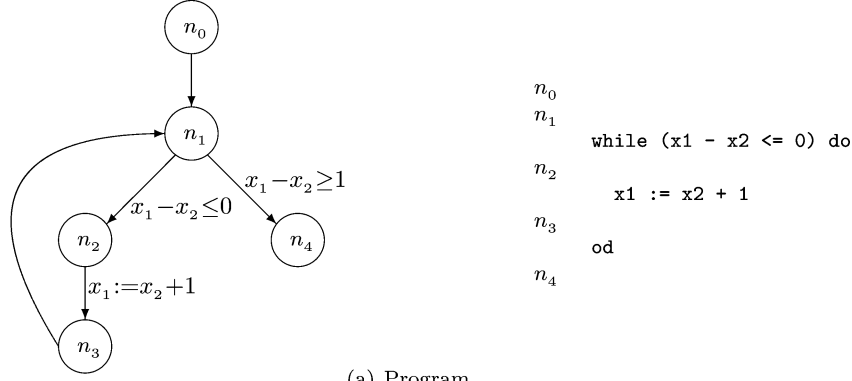 n₀
n₁
x₁−x₂≥1
x₁−x₂≤0
n₂
n₄
x₁:=x₂+1
n₃
n₀
n₁
while (x1 - x2 <= 0) do
n₂
x1 := x2 + 1
n₃
od
n₄
(a) Program